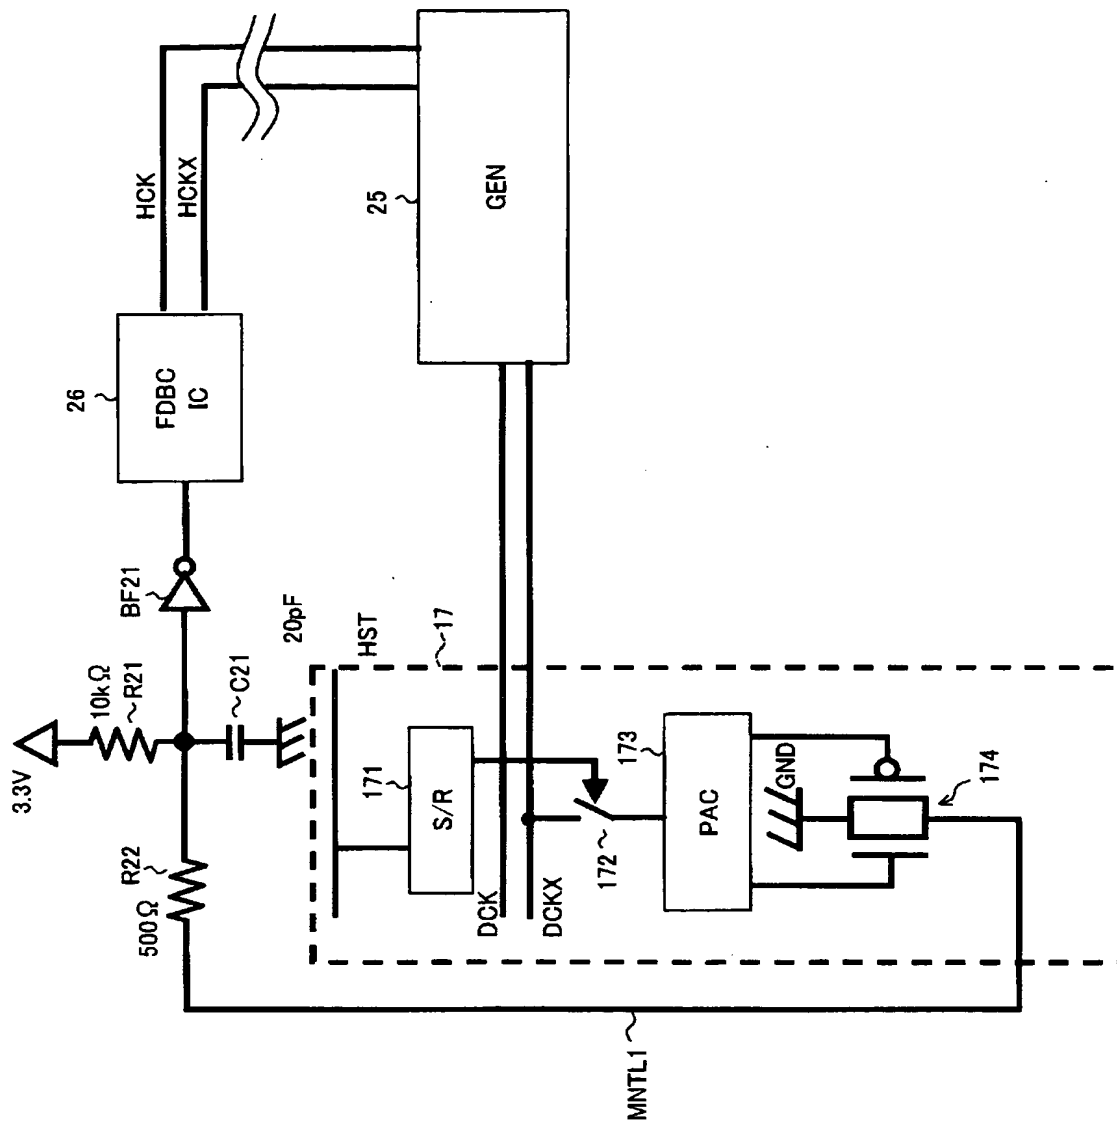 3.3V
10kΩ
R21
R22
500Ω
C21
20pF
BF21
26
FDBC
IC
HCK
HCKX
25
GEN
HST
17
171
S/R
DCK
DCKX
172
173
PAC
GND
174
MNTL1